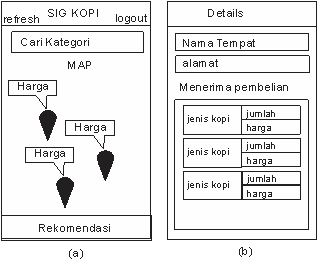 SIG KOPI
refresh logout
Cari Kategori
MAP
Harga
Harga
Harga
Rekomendasi
(a)
Details
Nama Tempat
alamat
Menerima pembelian
jenis kopi jumlah
harga
jenis kopi jumlah
harga
jenis kopi jumlah
harga
(b)